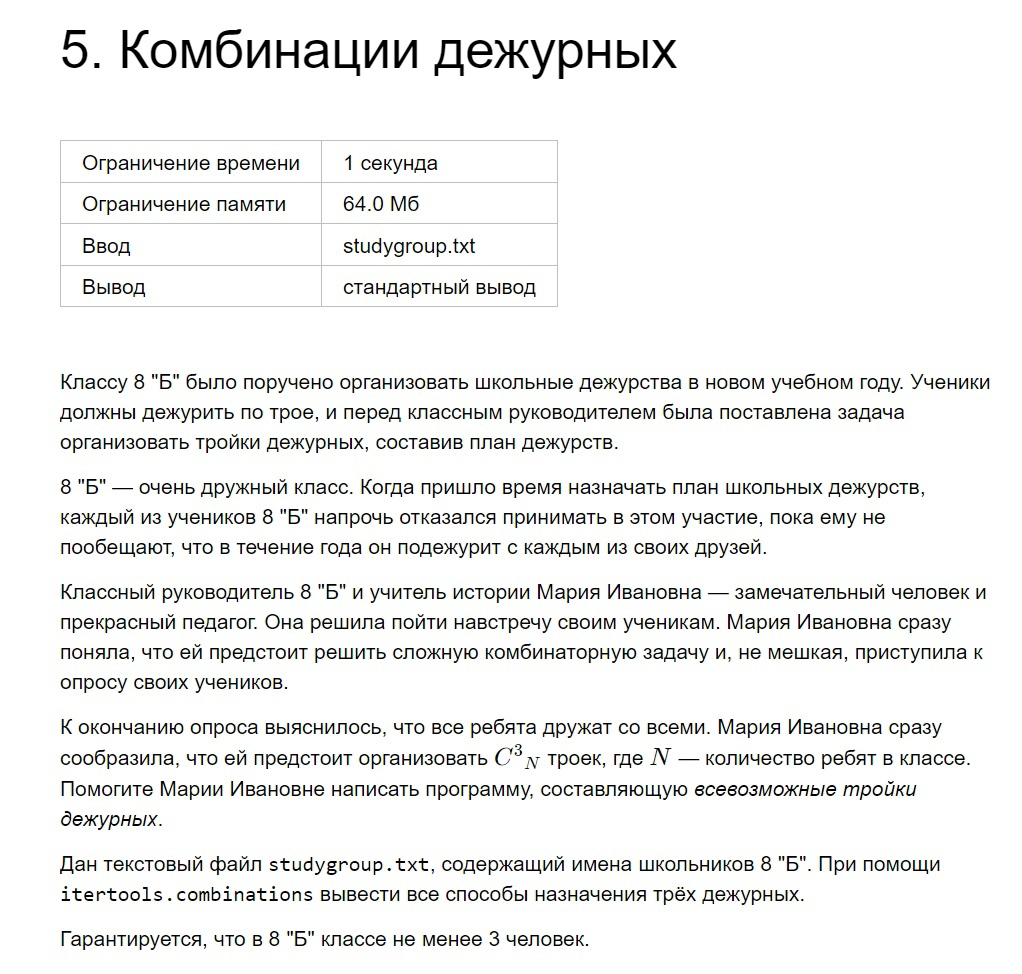 5. Комбинации дежурных
Ограничение времени 1 секунда
Ограничение памяти 64.0 Мб
Ввод studygroup.txt
Вывод стандартный вывод
Классу 8 "Б" было поручено организовать школьные дежурства в новом учебном году. Ученики
должны дежурить по трое, и перед классным руководителем была поставлена задача
организовать тройки дежурных, составив план дежурств.
8 "Б" — очень дружный класс. Когда пришло время назначать план школьных дежурств,
каждый из учеников 8 "Б" напрочь отказался принимать в этом участие, пока ему не
пообещают, что в течение года он подежурит с каждым из своих друзей.
Классный руководитель 8 "Б" и учитель истории Мария Ивановна — замечательный человек и
прекрасный педагог. Она решила пойти навстречу своим ученикам. Мария Ивановна сразу
поняла, что ей предстоит решить сложную комбинаторную задачу и, не мешкая, приступила к
опросу своих учеников.
К окончанию опроса выяснилось, что все ребята дружат со всеми. Мария Ивановна сразу
сообразила, что ей предстоит организовать C³_N троек, где N — количество ребят в классе.
Помогите Марии Ивановне написать программу, составляющую всевозможные тройки
дежурных.
Дан текстовый файл studygroup.txt, содержащий имена школьников 8 "Б". При помощи
itertools.combinations вывести все способы назначения трёх дежурных.
Гарантируется, что в 8 "Б" классе не менее 3 человек.